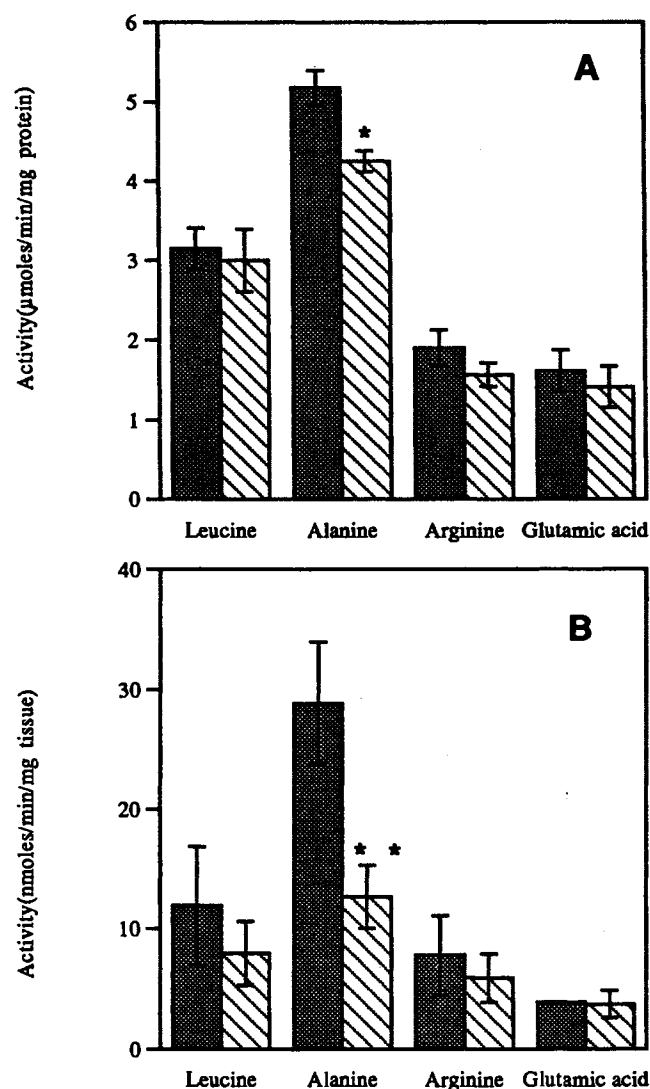 A
Activity(µmoles/min/mg protein)
6
5
4
3
2
1
0
*
Leucine Alanine Arginine Glutamic acid
B
Activity(nmoles/min/mg tissue)
40
30
20
10
0
* *
Leucine Alanine Arginine Glutamic acid